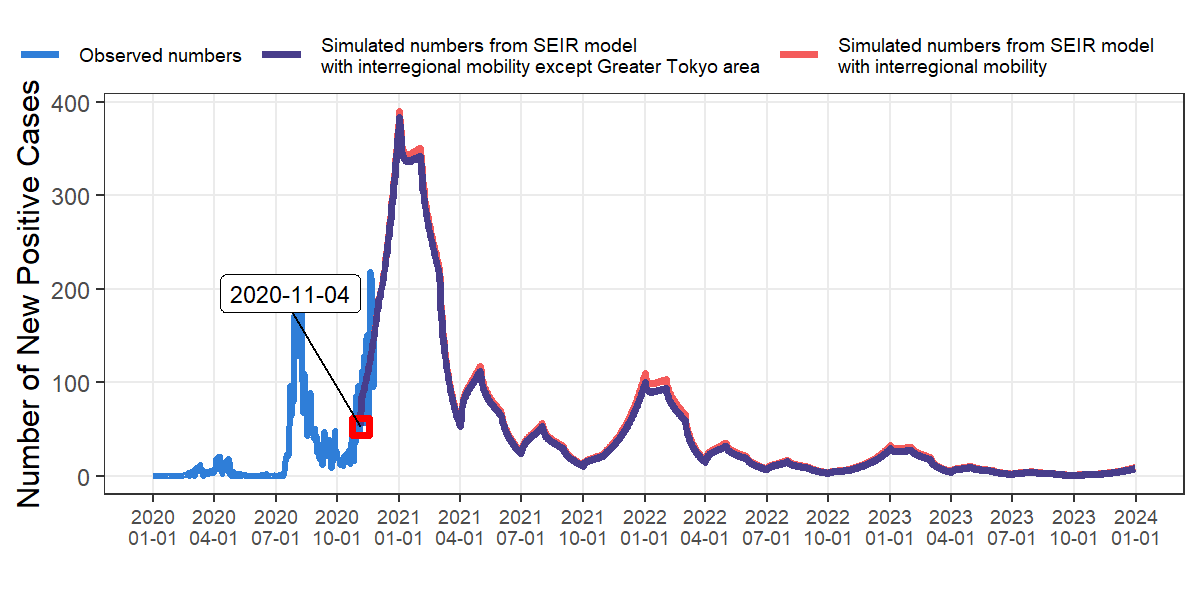 Observed numbers
Simulated numbers from SEIR model
with interregional mobility except Greater Tokyo area
Simulated numbers from SEIR model
with interregional mobility
Number of New Positive Cases
400
300
200
100
0
2020-11-04
2020 2020 2020 2020 2021 2021 2021 2021 2022 2022 2022 2022 2023 2023 2023 2023 2024
01-01 04-01 07-01 10-01 01-01 04-01 07-01 10-01 01-01 04-01 07-01 10-01 01-01 04-01 07-01 10-01 01-01